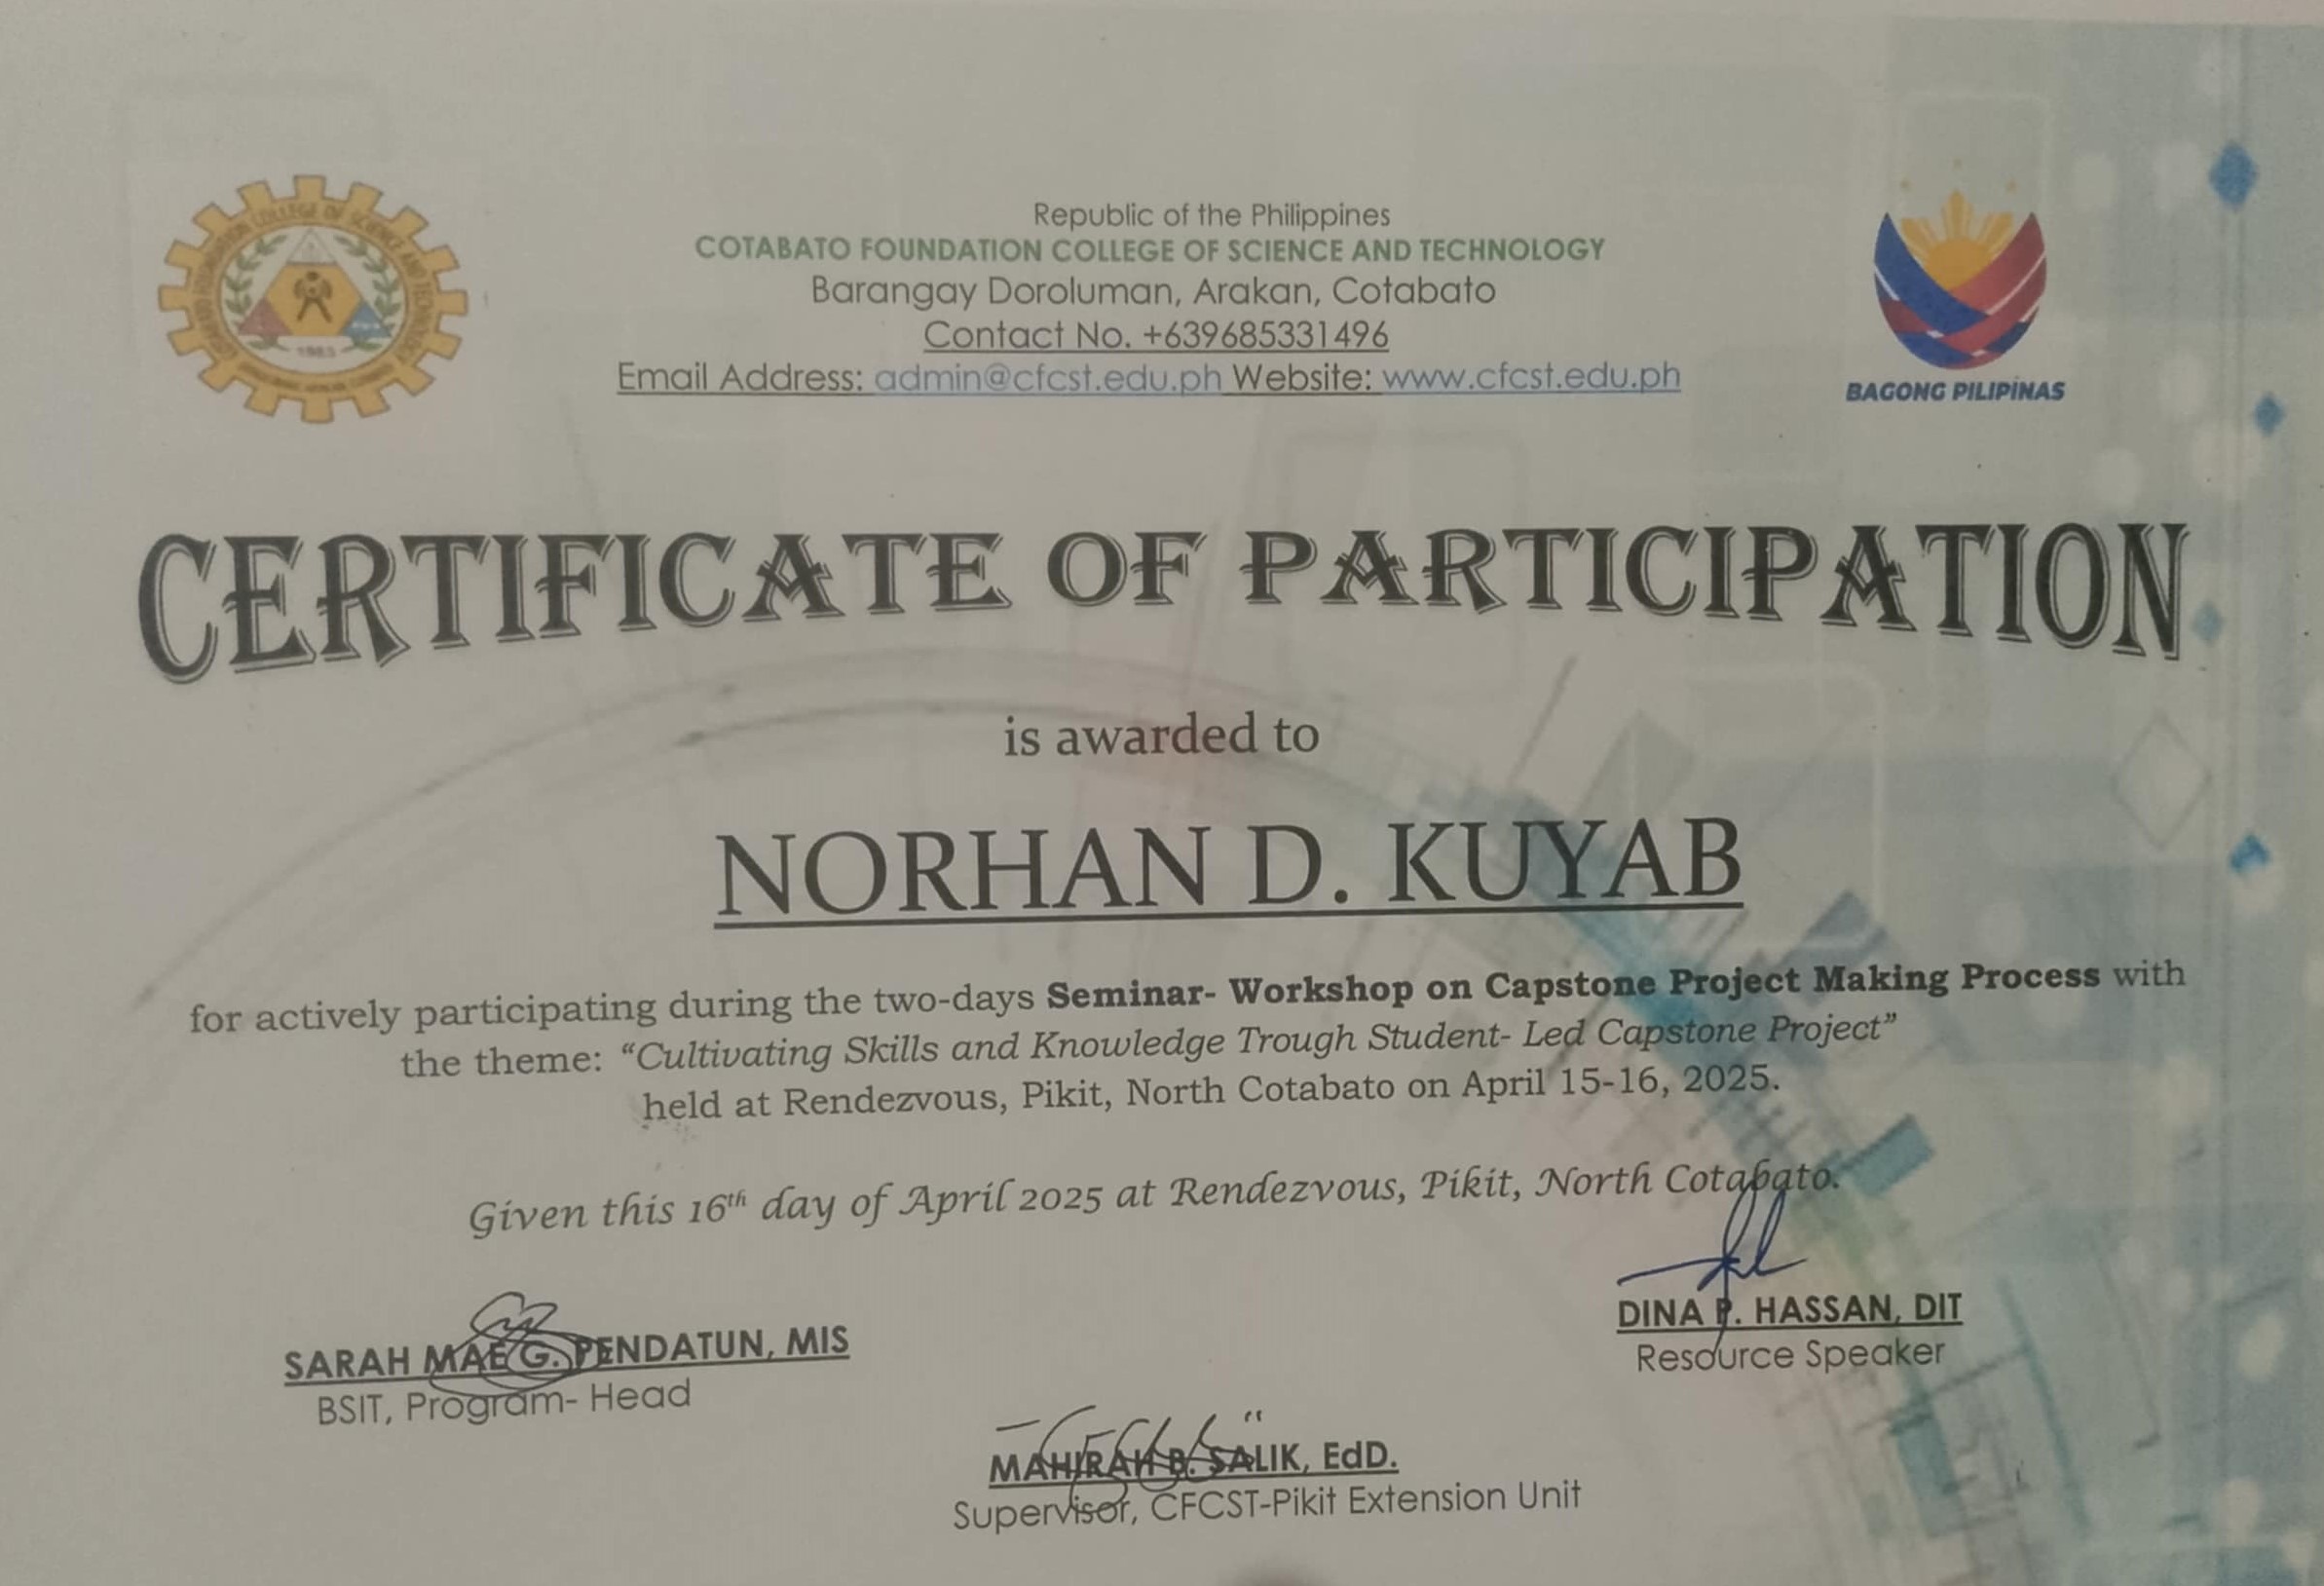 Republic of the Philippines
COTABATO FOUNDATION COLLEGE OF SCIENCE AND TECHNOLOGY
Barangay Doroluman, Arakan, Cotabato
Contact No. +639685331496
Email Address: admin@cfcst.edu.ph Website: www.cfcst.edu.ph
1983
BAGONG PILIPINAS
CERTIFICATE OF PARTICIPATION
is awarded to
NORHAN D. KUYAB
for actively participating during the two-days Seminar- Workshop on Capstone Project Making Process with
the theme: “Cultivating Skills and Knowledge Trough Student- Led Capstone Project”
held at Rendezvous, Pikit, North Cotabato on April 15-16, 2025.
Given this 16th day of April 2025 at Rendezvous, Pikit, North Cotabato.
SARAH MAE G. PENDATUN, MIS
BSIT, Program- Head
DINA P. HASSAN, DIT
Resource Speaker
MAHIRAH B. SALIK, EdD.
Supervisor, CFCST-Pikit Extension Unit